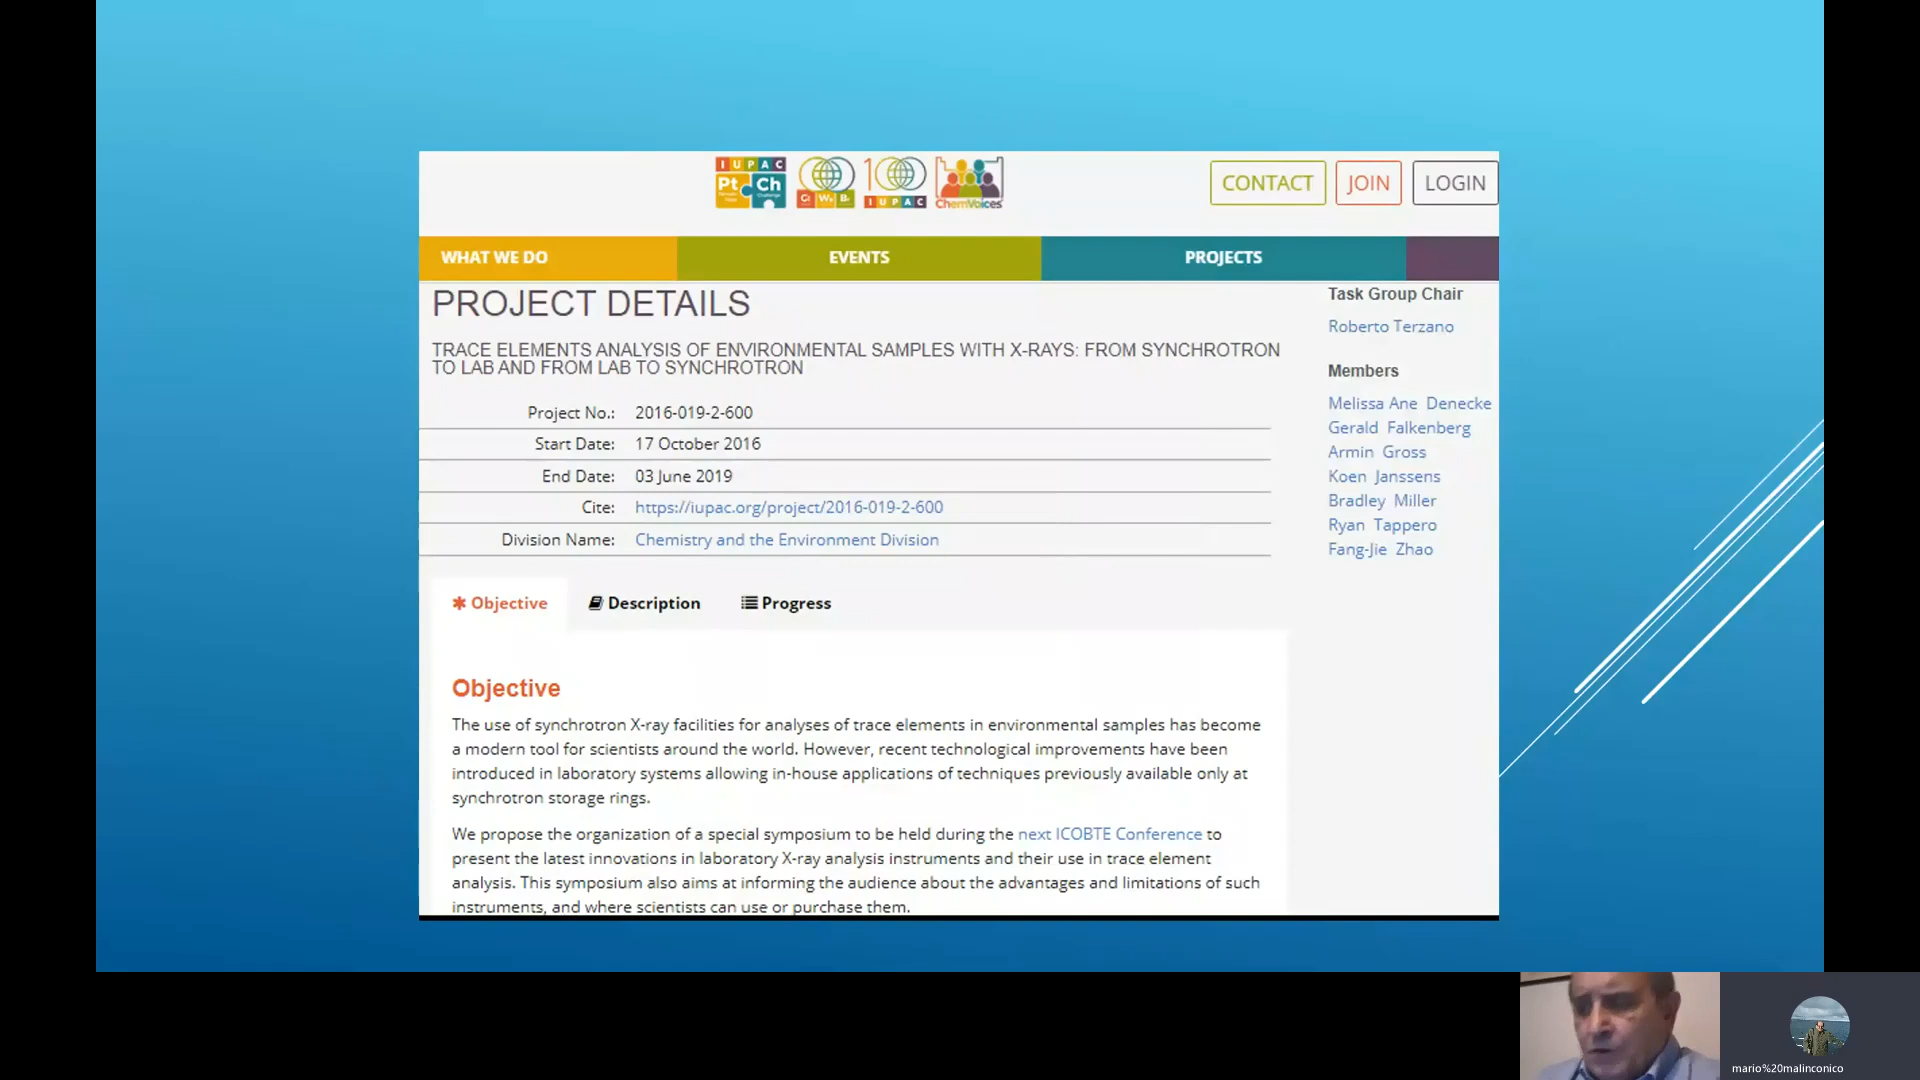 I U P A C
Pt Ch
Ci W B
100
I U P A C
ChemVoices
CONTACT
JOIN
LOGIN
WHAT WE DO
EVENTS
PROJECTS
PROJECT DETAILS
TRACE ELEMENTS ANALYSIS OF ENVIRONMENTAL SAMPLES WITH X-RAYS: FROM SYNCHROTRON
TO LAB AND FROM LAB TO SYNCHROTRON
Project No.: 2016-019-2-600
Start Date: 17 October 2016
End Date: 03 June 2019
Cite: https://iupac.org/project/2016-019-2-600
Division Name: Chemistry and the Environment Division
Task Group Chair
Roberto Terzano
Members
Melissa Ane Denecke
Gerald Falkenberg
Armin Gross
Koen Janssens
Bradley Miller
Ryan Tappero
Fang-Jie Zhao
Objective
Description
Progress
Objective
The use of synchrotron X-ray facilities for analyses of trace elements in environmental samples has become
a modern tool for scientists around the world. However, recent technological improvements have been
introduced in laboratory systems allowing in-house applications of techniques previously available only at
synchrotron storage rings.
We propose the organization of a special symposium to be held during the next ICOBTE Conference to
present the latest innovations in laboratory X-ray analysis instruments and their use in trace element
analysis. This symposium also aims at informing the audience about the advantages and limitations of such
instruments, and where scientists can use or purchase them.
mario%20malinconico